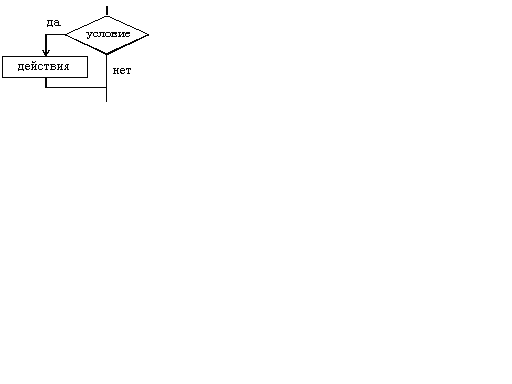 да
условие
действия
нет